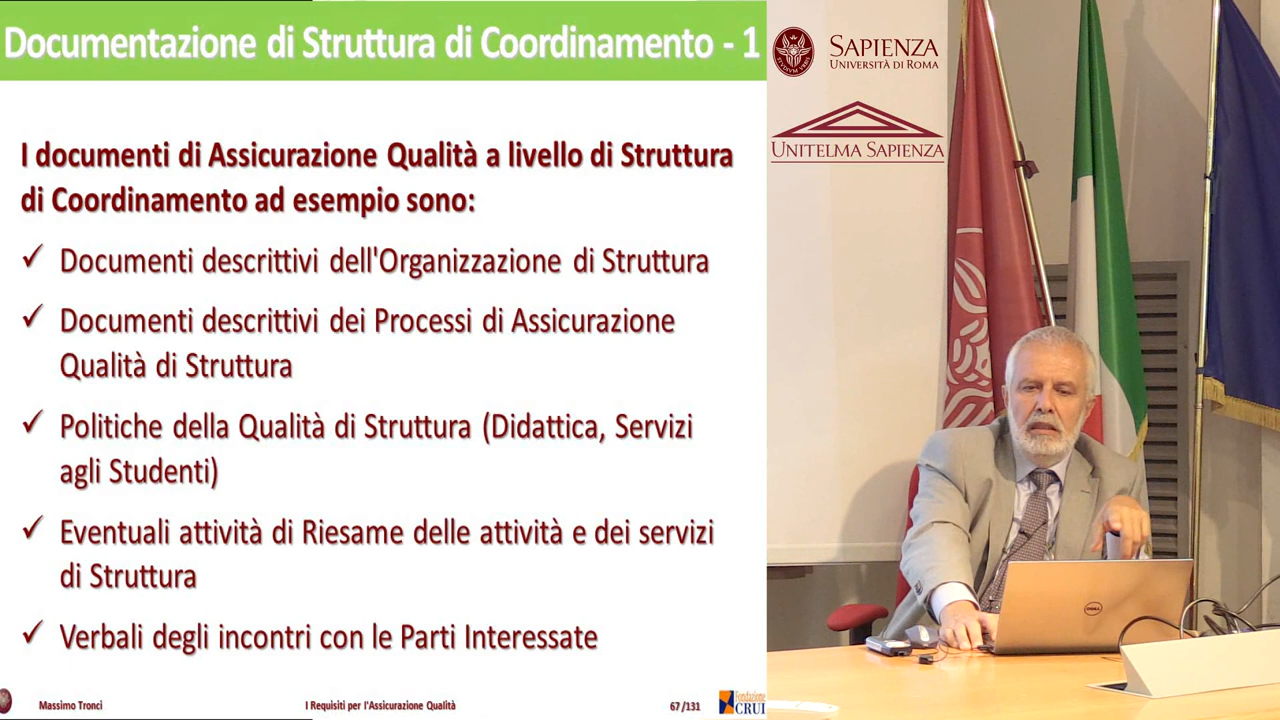 Documentazione di Struttura di Coordinamento - 1
I documenti di Assicurazione Qualità a livello di Struttura
di Coordinamento ad esempio sono:
✓ Documenti descrittivi dell'Organizzazione di Struttura
✓ Documenti descrittivi dei Processi di Assicurazione
Qualità di Struttura
✓ Politiche della Qualità di Struttura (Didattica, Servizi
agli Studenti)
✓ Eventuali attività di Riesame delle attività e dei servizi
di Struttura
✓ Verbali degli incontri con le Parti Interessate
Massimo Tronci
I Requisiti per l'Assicurazione Qualità
67 /131
Fondazione
CRUI
SAPIENZA
UNIVERSITÀ DI ROMA
STUDIUM URBIS
UNITELMA SAPIENZA
DELL